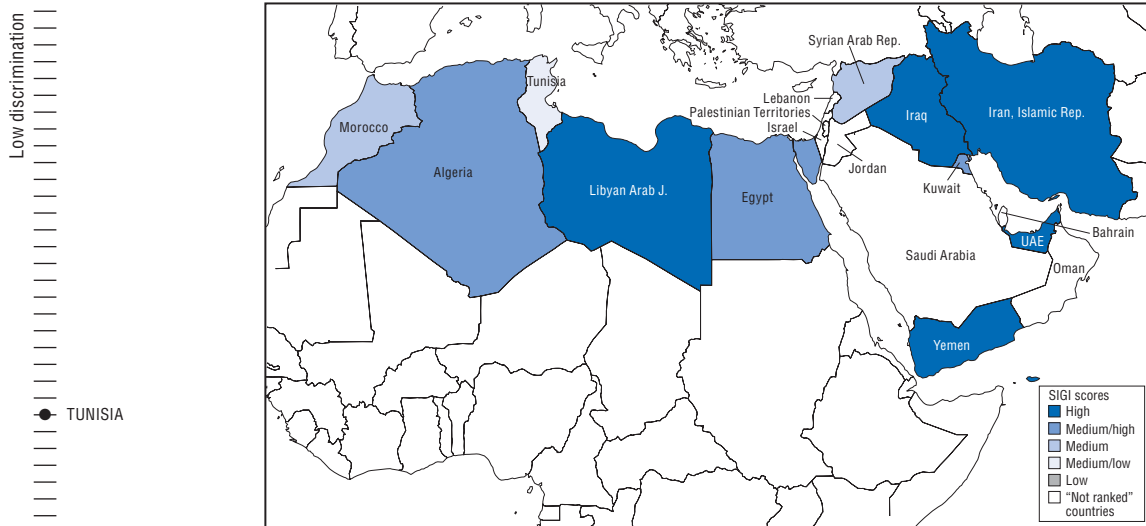 Low discrimination
TUNISIA
Syrian Arab Rep.
Tunisia
Lebanon
Palestinian Territories
Israel
Morocco
Iraq
Iran, Islamic Rep.
Jordan
Algeria
Libyan Arab J.
Egypt
Kuwait
Bahrain
UAE
Saudi Arabia
Oman
Yemen
SIGI scores
High
Medium/high
Medium
Medium/low
Low
“Not ranked”
countries